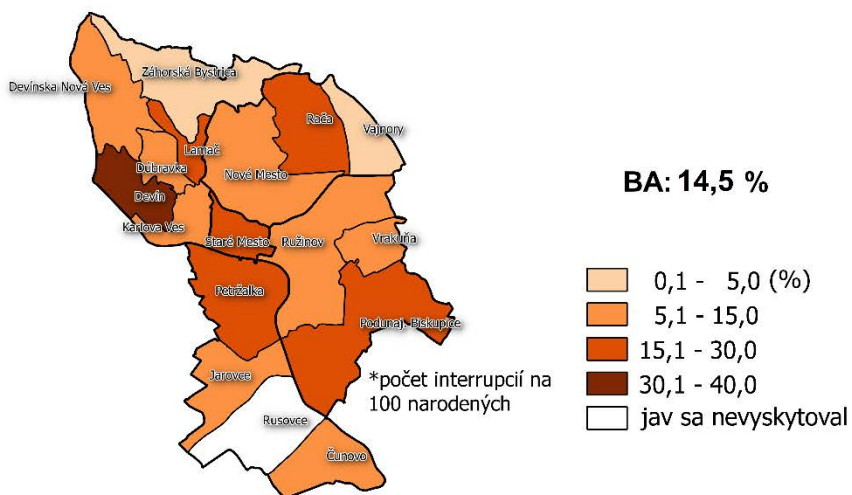 Záhorská Bystrica
Devínska Nová Ves
Rača
Vajnory
Lamač
Dúbravka
Nové Mesto
Devín
Karlova Ves
Staré Mesto
Ružinov
Vrakuňa
Petržalka
Podunaj. Biskupice
Jarovce
Rusovce
Čunovo
*počet interrupcií na
100 narodených
BA: 14,5 %
0,1 - 5,0 (%)
5,1 - 15,0
15,1 - 30,0
30,1 - 40,0
jav sa nevyskytoval